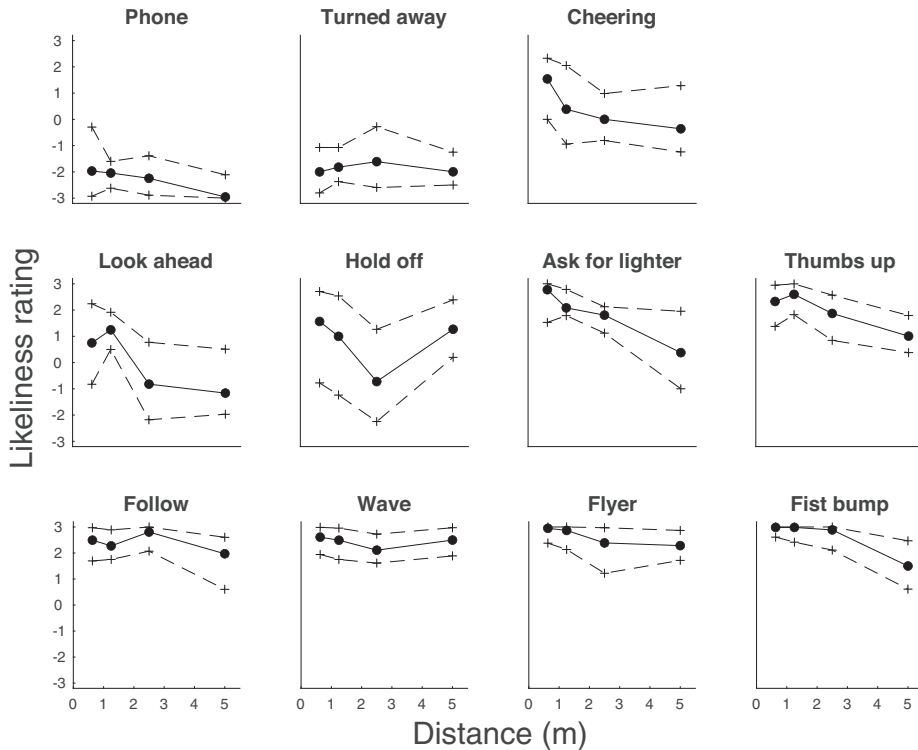 Phone
Turned away
Cheering
3
2
1
0
-1
-2
-3
Look ahead
Hold off
Ask for lighter
Thumbs up
3
2
1
0
-1
-2
-3
Likeliness rating
Follow
Wave
Flyer
Fist bump
3
2
1
0
-1
-2
-3
0 1 2 3 4 5
0 1 2 3 4 5
0 1 2 3 4 5
0 1 2 3 4 5
Distance (m)